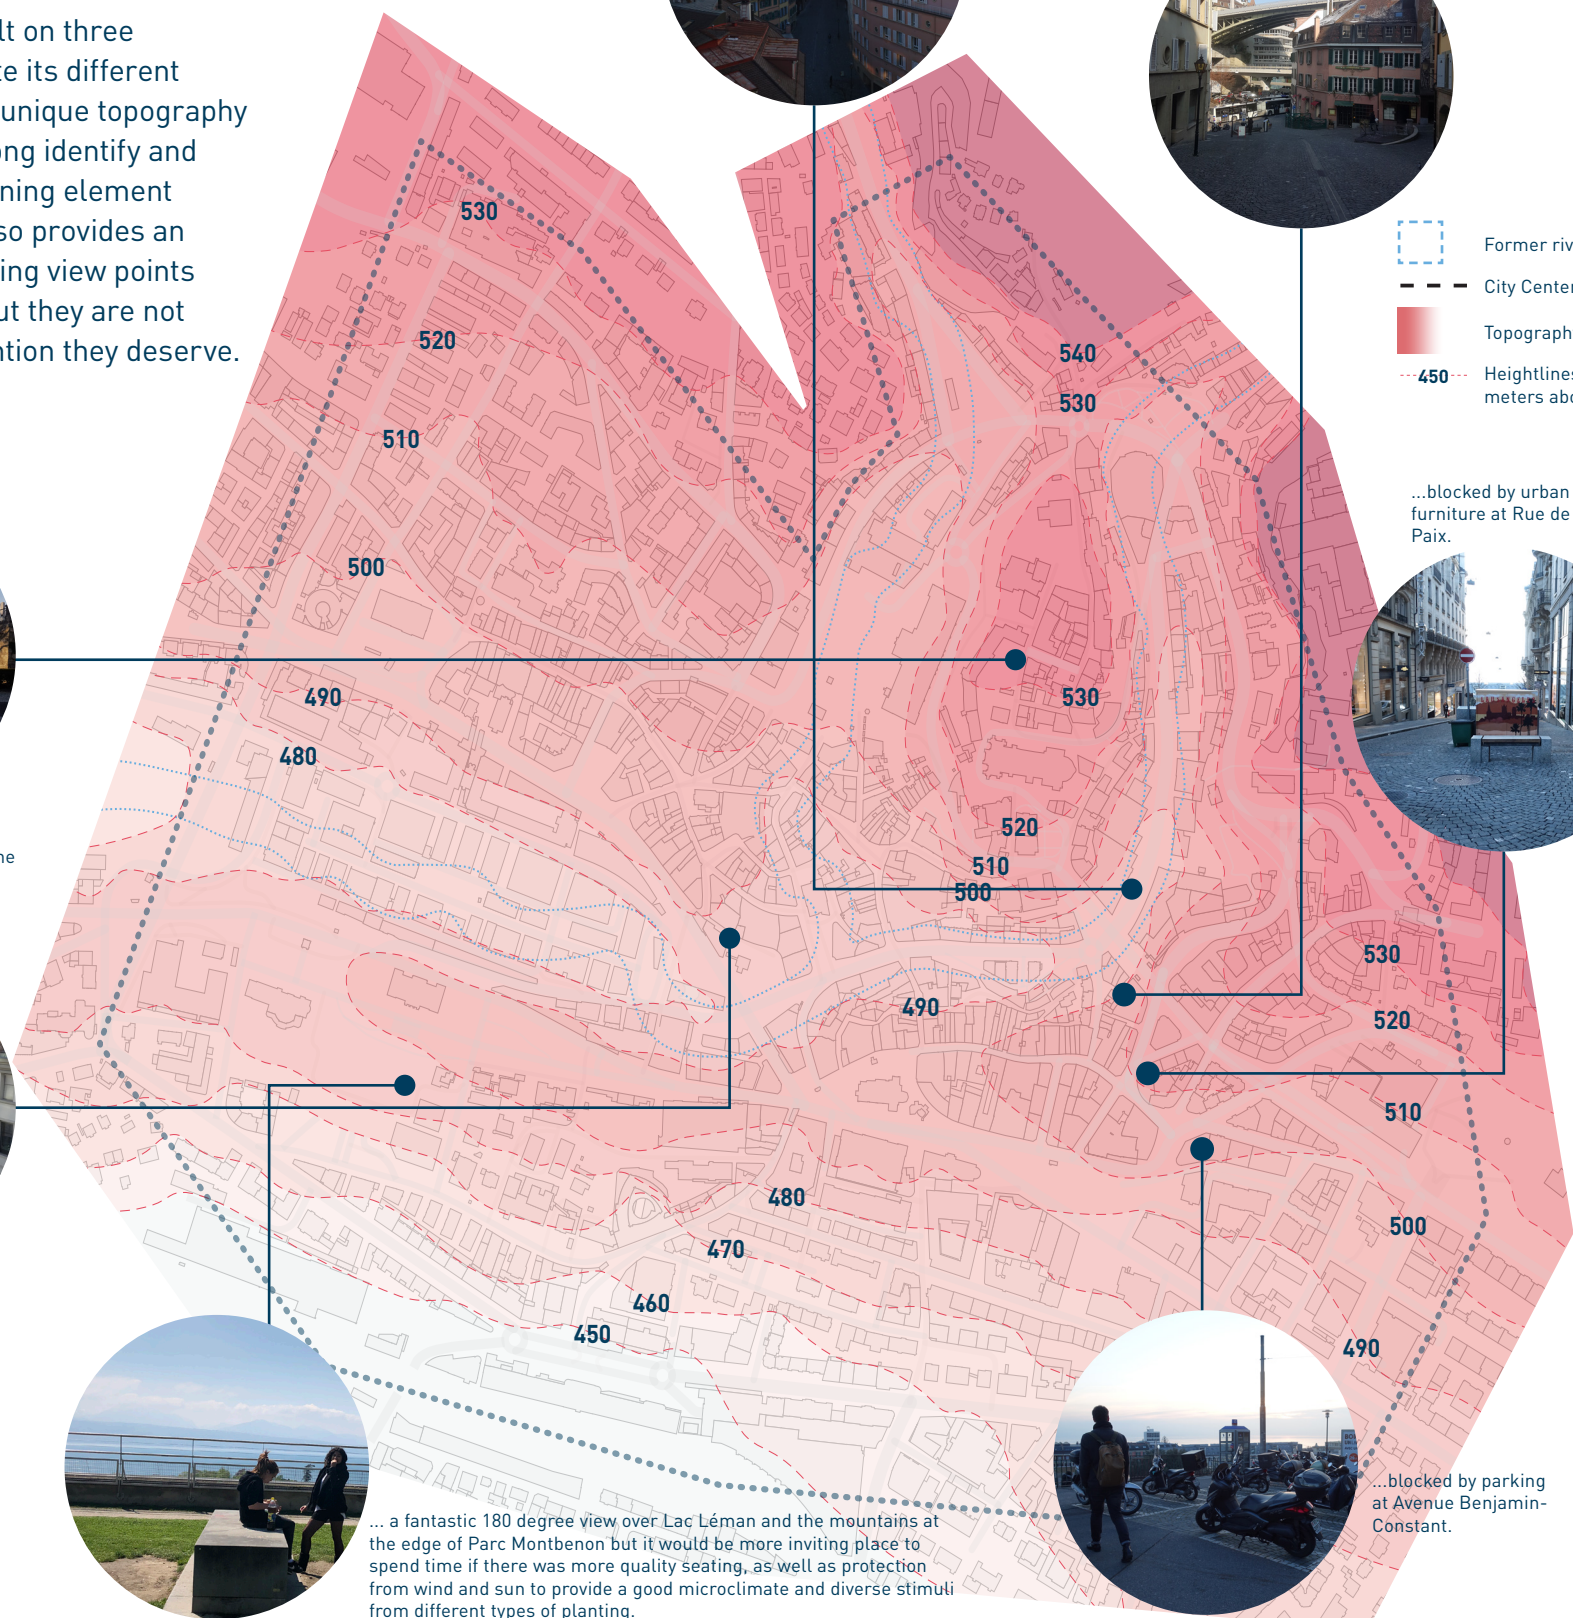 lt on three
te its different
unique topography
ong identify and
ning element
so provides an
ing view points
ut they are not
ntion they deserve.
530
520
510
500
490
480
540
530
530
520
510
500
490
530
520
510
500
490
480
470
460
450
Former riv
City Center
Topograph
450
Heightlines
meters abo
...blocked by urban
furniture at Rue de
Paix.
ne
... a fantastic 180 degree view over Lac Léman and the mountains at
the edge of Parc Montbenon but it would be more inviting place to
spend time if there was more quality seating, as well as protection
from wind and sun to provide a good microclimate and diverse stimuli
from different types of planting.
...blocked by parking
at Avenue Benjamin-
Constant.